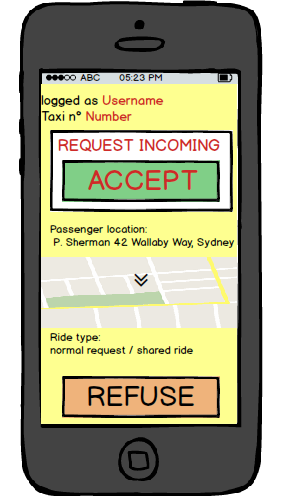 ABC 05:23 PM
logged as Username
Taxi n° Number
REQUEST INCOMING
ACCEPT
Passenger location:
P. Sherman 42 Wallaby Way, Sydney
Ride type:
normal request / shared ride
REFUSE